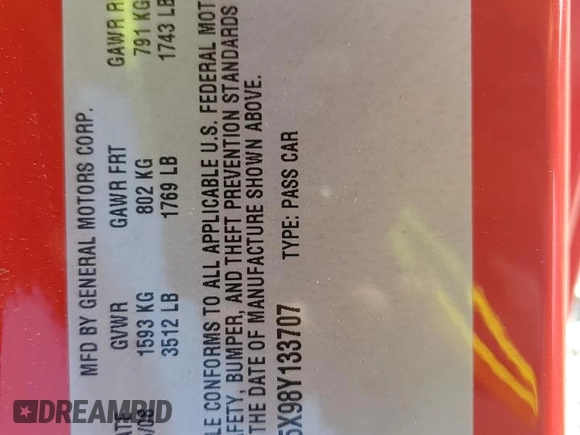 MFD BY GENERAL MOTORS CORP.
GVWR GAWR FRT GAWR R
1593 KG 802 KG 791 KG
3512 LB 1769 LB 1743 LB
LE CONFORMS TO ALL APPLICABLE U.S. FEDERAL MOT
AFETY, BUMPER, AND THEFT PREVENTION STANDARDS
THE DATE OF MANUFACTURE SHOWN ABOVE.
5X98Y133707 TYPE: PASS CAR
DREAMBID